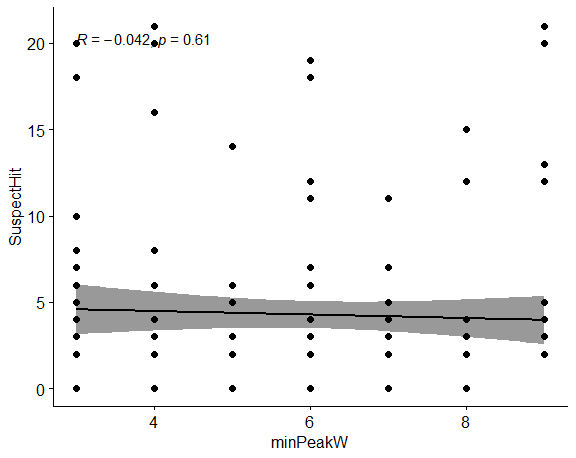 R = −0.042, p = 0.61
20
15
10
5
0
SuspectHit
4
6
8
minPeakW